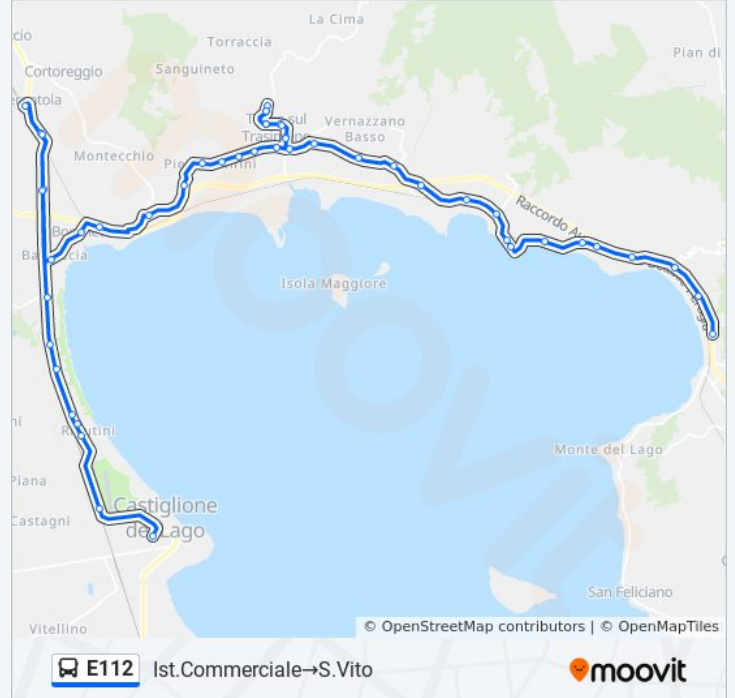 La Cima
cio
Torraccia
Pian di
Sanguineto
Cortoreggio
Vernazzano
Basso
Montecchio
Raccordo
Isola Maggiore
Monte del Lago
Piana
Castagni
Castiglione
Lago
San Feliciano
Vitellino
© OpenStreetMap contributors | © OpenMapTiles
E112 Ist.Commerciale→S.Vito
moovit